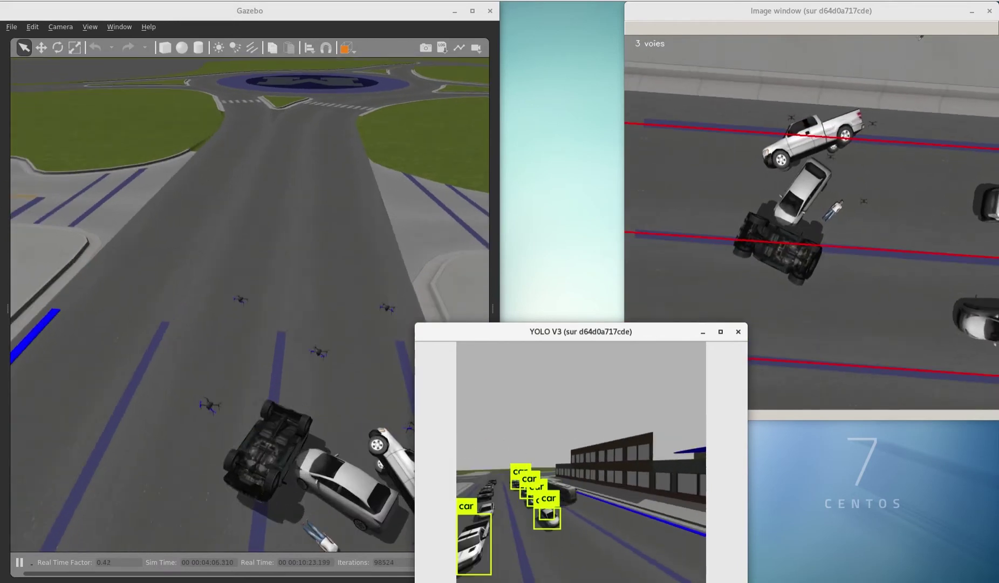 Gazebo
File Edit Camera View Window Help
LOG
Real Time Factor: 0.42 Sim Time: 00 00:04:06.310 Real Time: 00 00:10:23.199 Iterations: 98524
Image window (sur d64d0a717cde)
3 voies
YOLO V3 (sur d64d0a717cde)
car
car
car
car
car
7
CENTOS